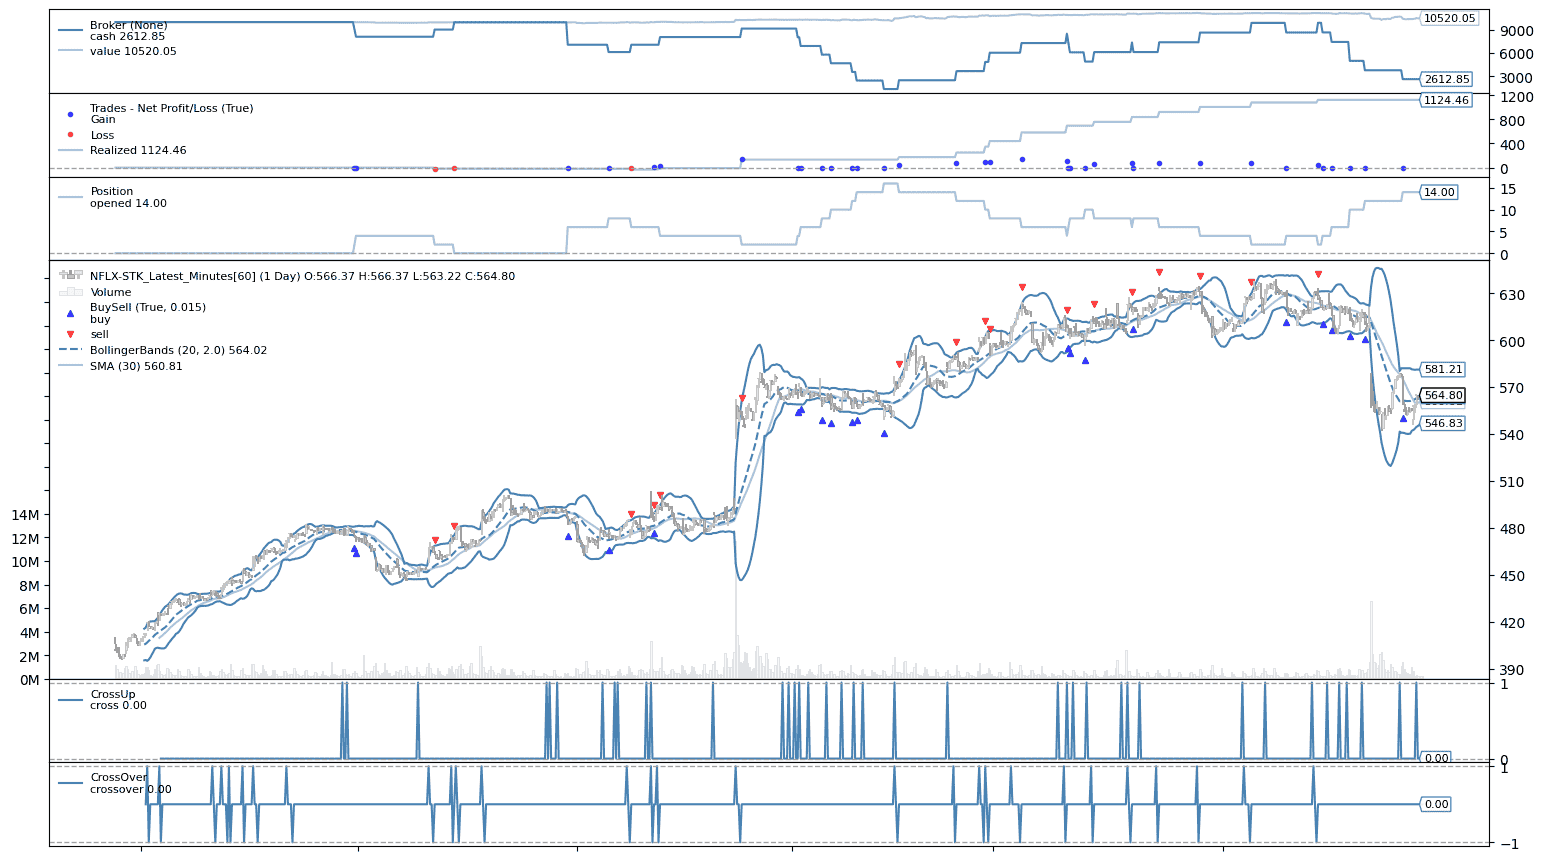 Broker (None)
cash 2612.85
value 10520.05
10520.05
9000
6000
3000
2612.85
Trades - Net Profit/Loss (True)
Gain
Loss
Realized 1124.46
1200
1124.46
800
400
0
Position
opened 14.00
15
14.00
10
5
0
NFLX-STK_Latest_Minutes[60] (1 Day) O:566.37 H:566.37 L:563.22 C:564.80
Volume
BuySell (True, 0.015)
buy
sell
BollingerBands (20, 2.0) 564.02
SMA (30) 560.81
630
600
581.21
570
564.80
540
546.83
510
480
450
420
390
14M
12M
10M
8M
6M
4M
2M
0M
CrossUp
cross 0.00
1
0
0.00
CrossOver
crossover 0.00
1
0.00
−1